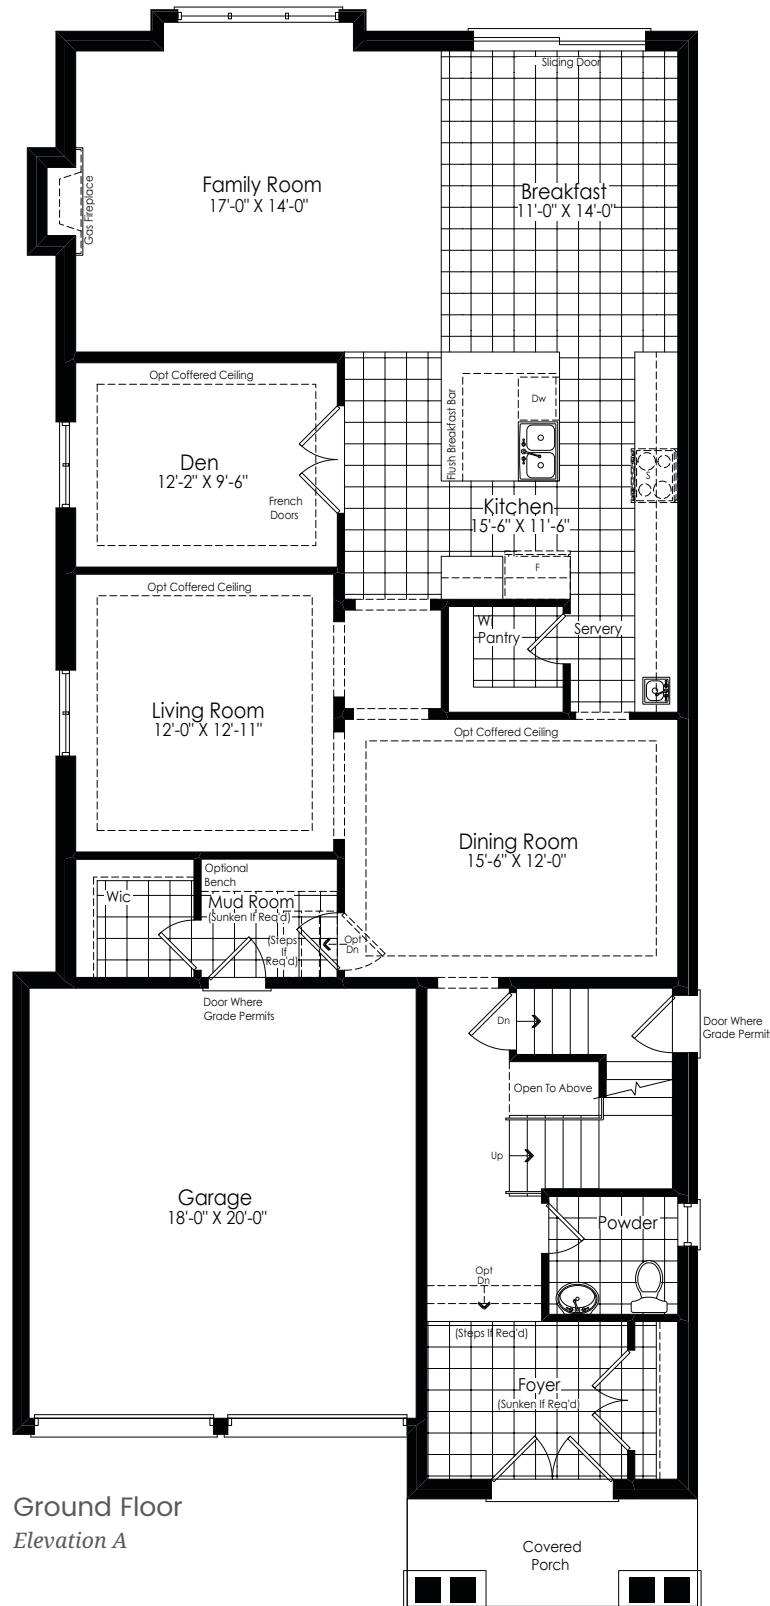 Sliding Door
Family Room
17'-0" X 14'-0"
Breakfast
11'-0" X 14'-0"
Gas Fireplace
Opt Coffered Ceiling
Den
12'-2" X 9'-6"
French
Doors
Flush Breakfast Bar
Dw
S
Kitchen
15'-6" X 11'-6"
F
Opt Coffered Ceiling
Living Room
12'-0" X 12'-11"
W/I
Pantry
Servery
Opt Coffered Ceiling
Dining Room
15'-6" X 12'-0"
Wic
Optional
Bench
Mud Room
(Sunken If Req'd)
(Steps
If
Req'd)
Opt
Dn
Door Where
Grade Permits
Dn
Door Where
Grade Permit
Open To Above
Up
Garage
18'-0" X 20'-0"
Powder
Opt
Dn
(Steps If Req'd)
Foyer
(Sunken If Req'd)
Ground Floor
Elevation A
Covered
Porch